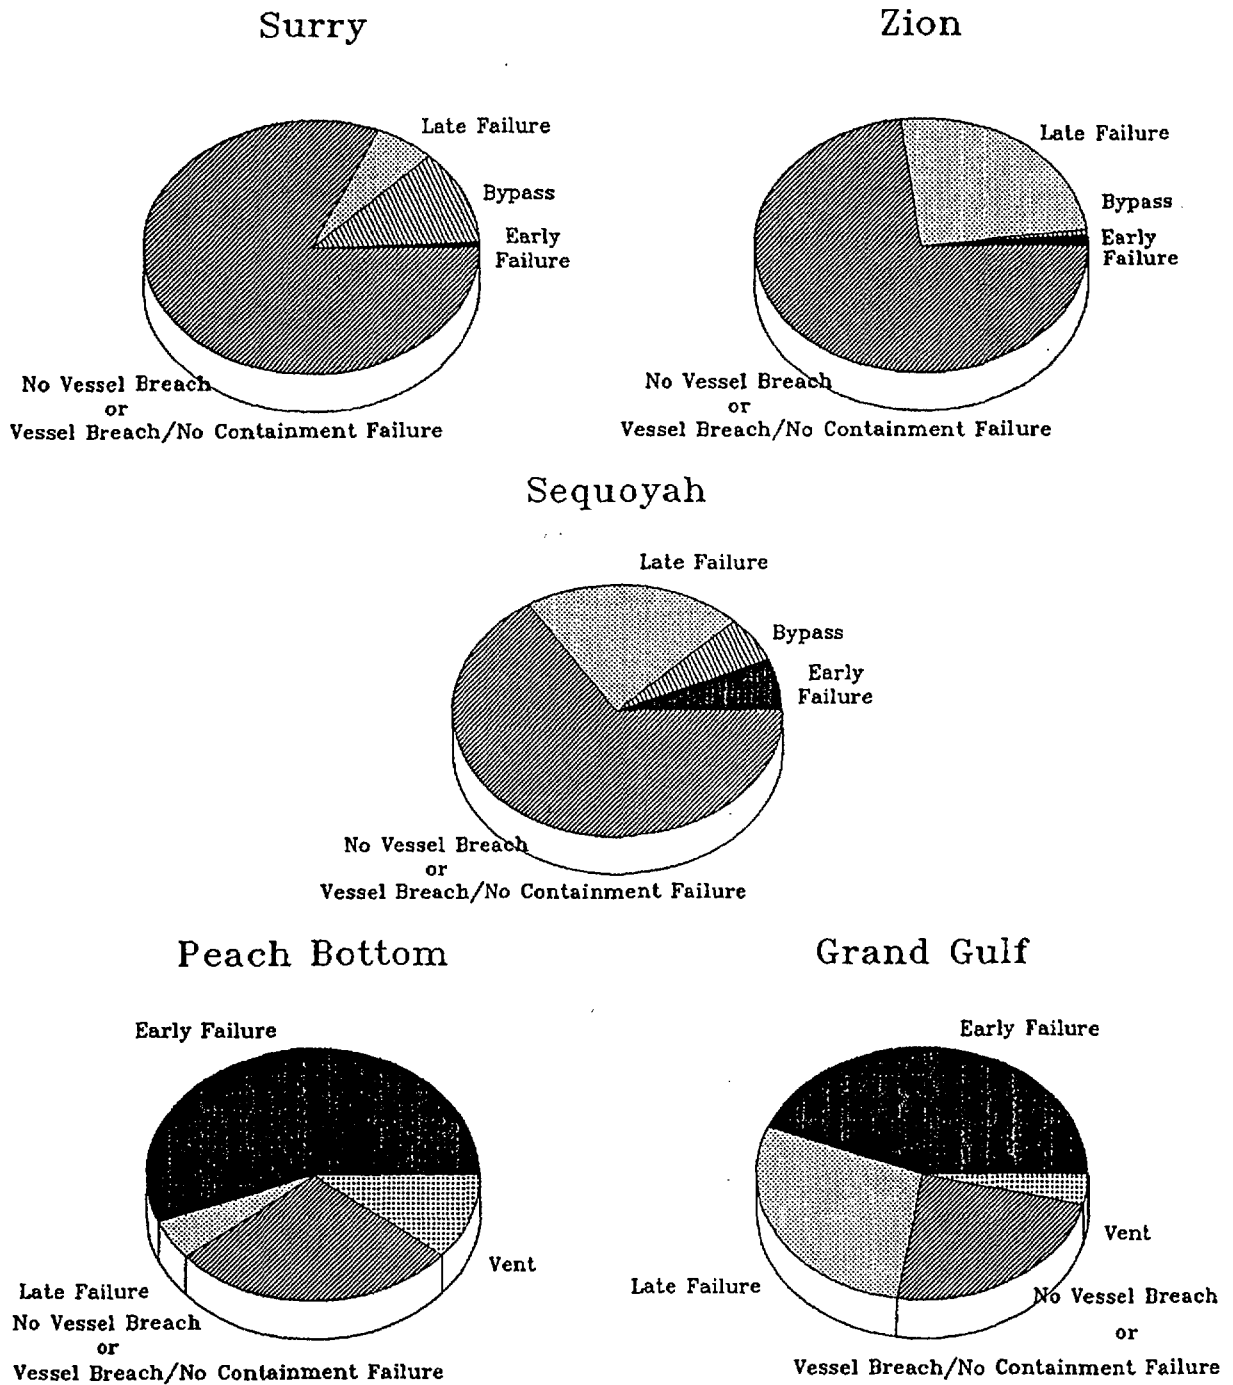 Surry
Late Failure
Bypass
Early
Failure
No Vessel Breach
or
Vessel Breach/No Containment Failure
Zion
Late Failure
Bypass
Early
Failure
No Vessel Breach
or
Vessel Breach/No Containment Failure
Sequoyah
Late Failure
Bypass
Early
Failure
No Vessel Breach
or
Vessel Breach/No Containment Failure
Peach Bottom
Early Failure
Vent
Late Failure
No Vessel Breach
or
Vessel Breach/No Containment Failure
Grand Gulf
Early Failure
Vent
Late Failure
No Vessel Breach
or
Vessel Breach/No Containment Failure